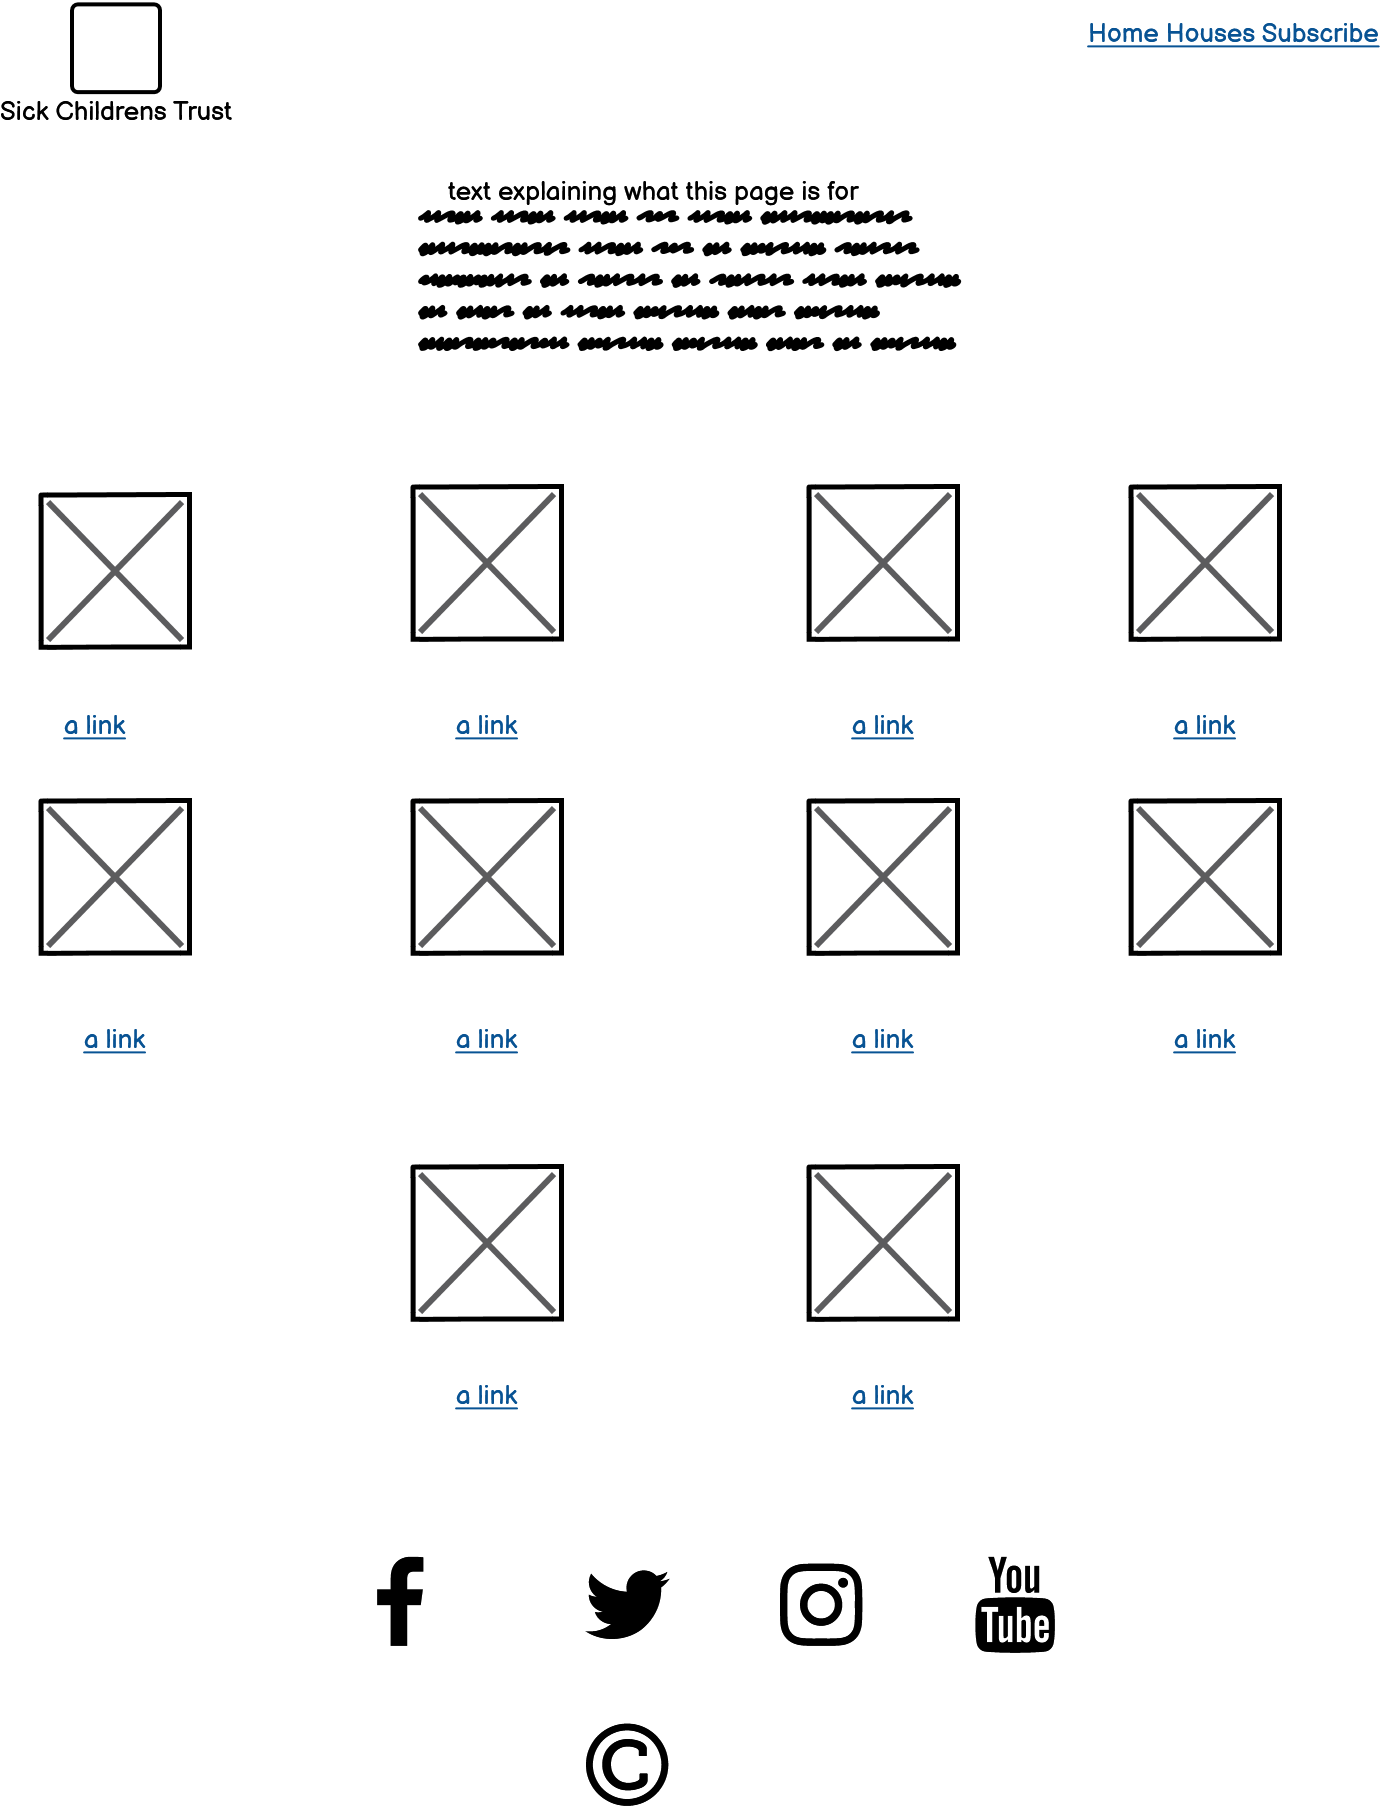 Home Houses Subscribe
Sick Childrens Trust
text explaining what this page is for
a link a link a link a link
a link a link a link a link
a link a link
You
Tube
©